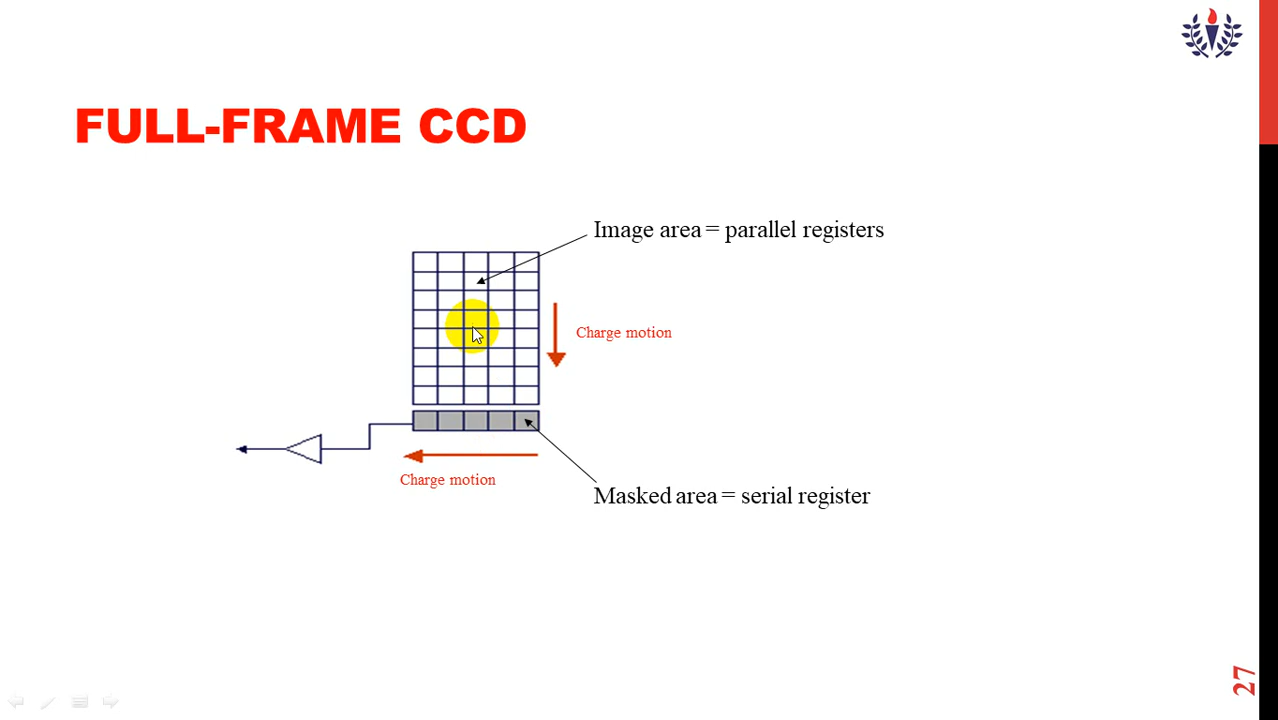 FULL-FRAME CCD
Image area = parallel registers
Charge motion
Charge motion
Masked area = serial register
27